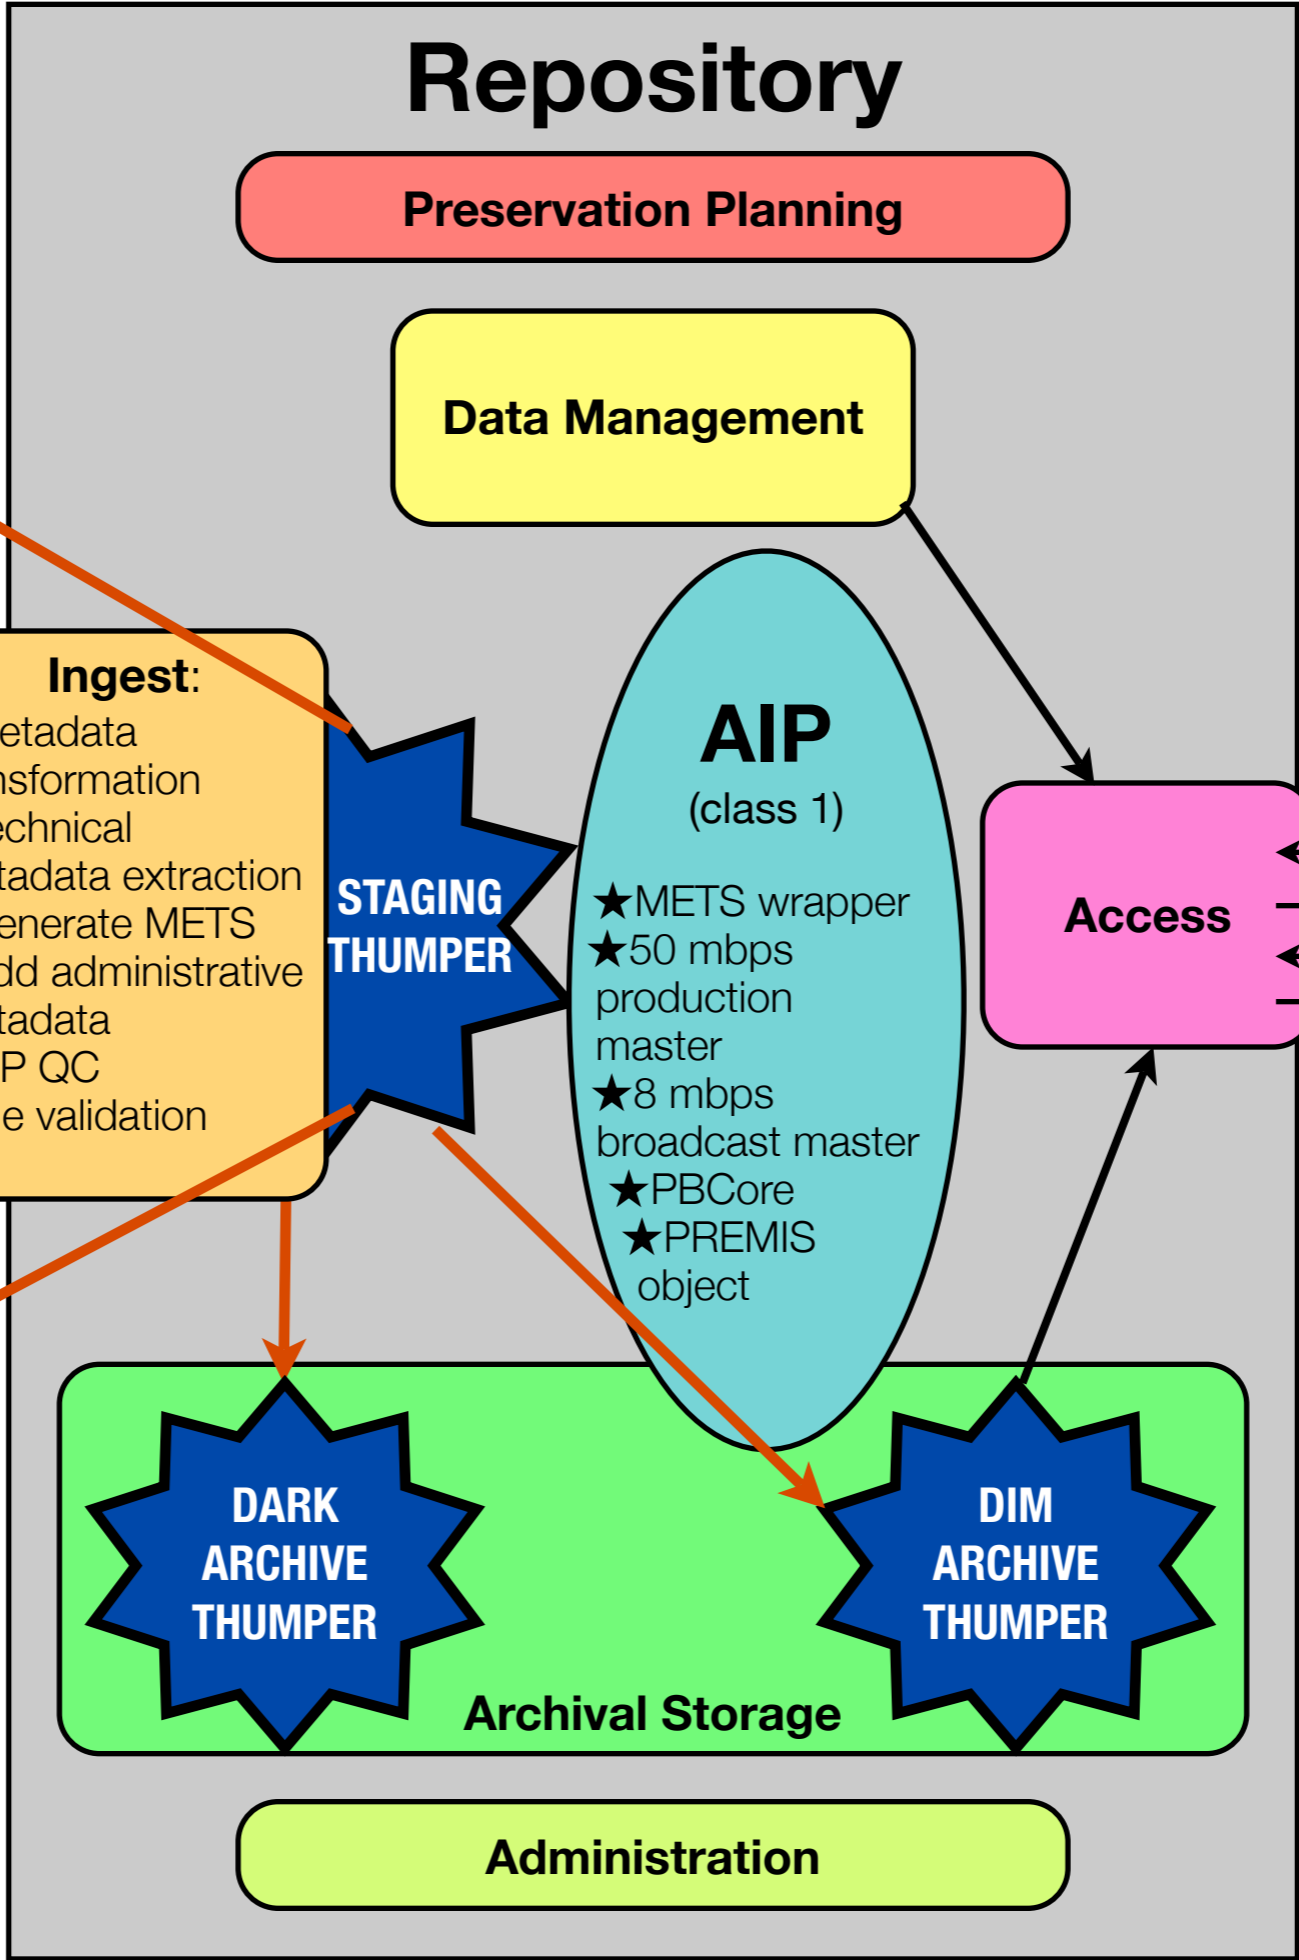 Repository
Preservation Planning
Data Management
Ingest:
etadata
nsformation
echnical
tadata extraction
enerate METS
dd administrative
tadata
P QC
e validation
STAGING
THUMPER
AIP
(class 1)
★METS wrapper
★50 mbps
production
master
★8 mbps
broadcast master
★PBCore
★PREMIS
object
Access
DARK
ARCHIVE
THUMPER
DIM
ARCHIVE
THUMPER
Archival Storage
Administration